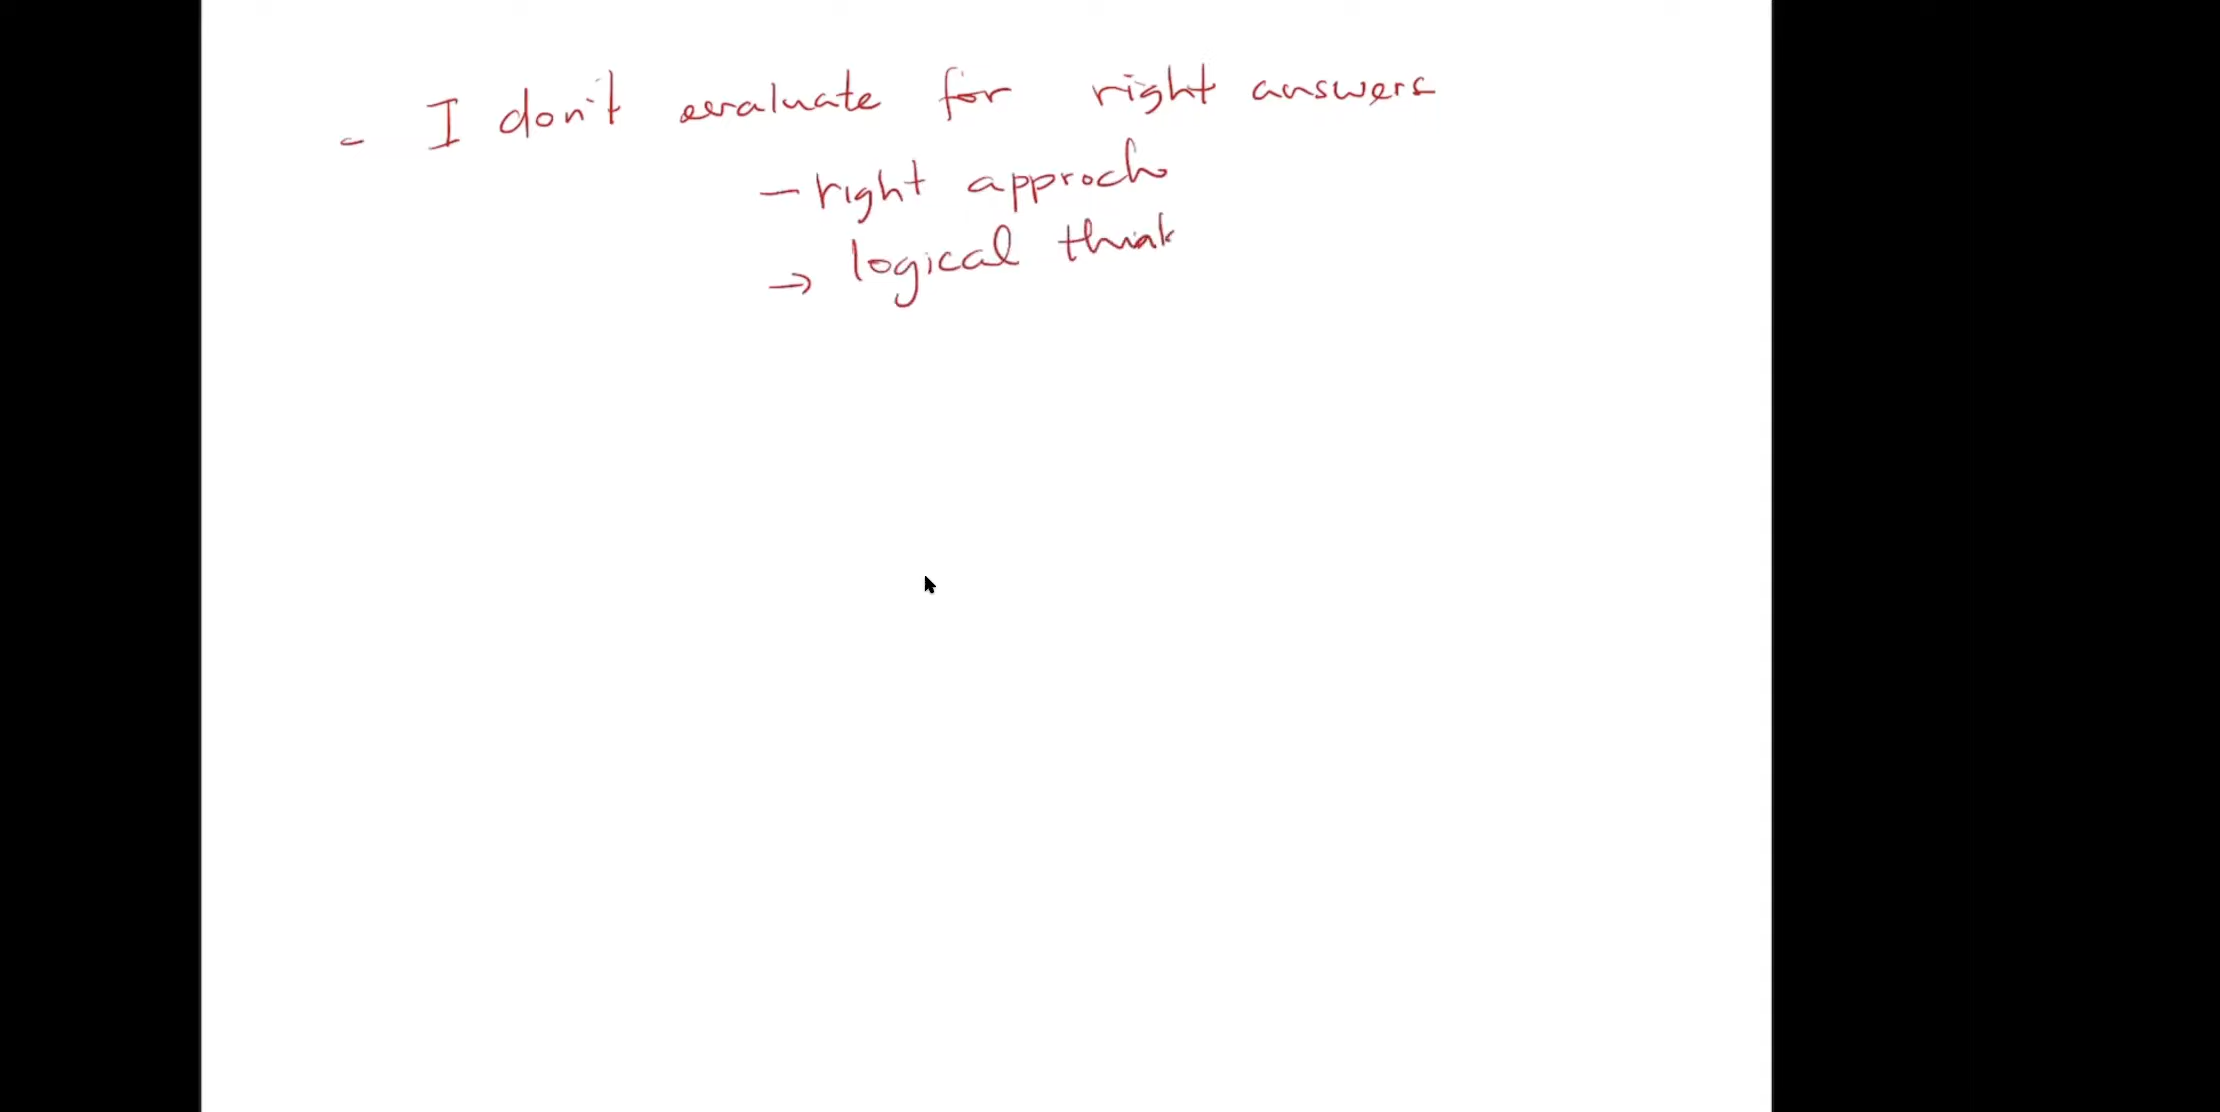 - I don't evaluate for right answers
- right approch
→ logical think